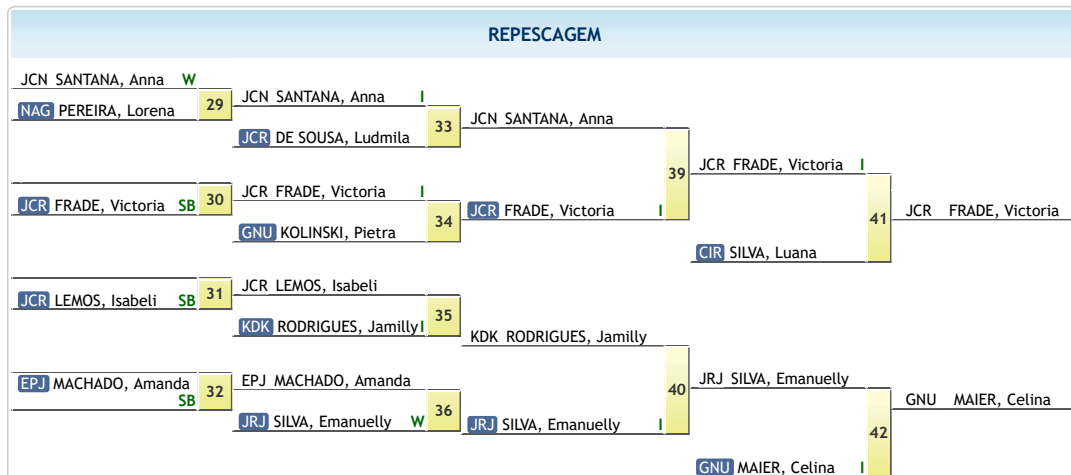 REPESCAGEM
JCN SANTANA, Anna W
NAG PEREIRA, Lorena
29
JCN SANTANA, Anna I
JCR DE SOUSA, Ludmila
33
JCN SANTANA, Anna
JCR FRADE, Victoria SB
30
JCR FRADE, Victoria I
GNU KOLINSKI, Pietra
34
JCR FRADE, Victoria I
39
JCR FRADE, Victoria I
CIR SILVA, Luana
41
JCR FRADE, Victoria
JCR LEMOS, Isabeli SB
31
JCR LEMOS, Isabeli
KDK RODRIGUES, Jamilly I
35
KDK RODRIGUES, Jamilly
EPJ MACHADO, Amanda
SB
32
EPJ MACHADO, Amanda
JRJ SILVA, Emanuelly W
36
JRJ SILVA, Emanuelly I
40
JRJ SILVA, Emanuelly
GNU MAIER, Celina I
42
GNU MAIER, Celina